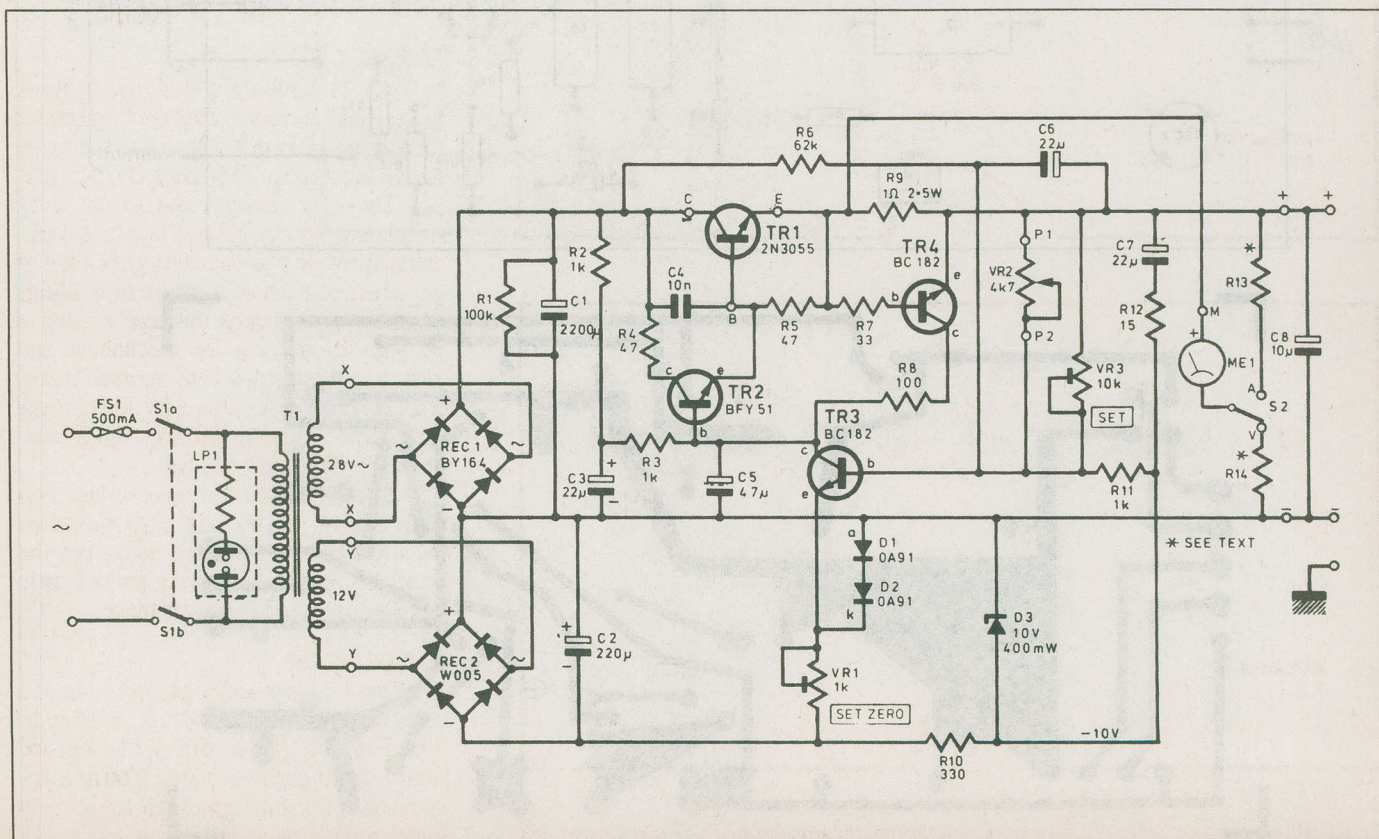 R6
62k
C6
22µ
R9
1Ω 2•5W
C
E
+
+
TR1
2N3055
TR4
BC 182
P1
R2
1k
C7
22µ
*
R13
C4
10n
e
VR2
4k7
R1
100k
C1
2200µ
B
b
M
R4
47
R5
47
R7
33
R12
15
c
P2
+
ME1
C8
10µ
X
c
e
R8
100
VR3
10k
A
TR2
BFY 51
S2
FS1
500mA
S1a
T1
+
TR3
BC182
SET
V
REC 1
BY164
~
b
*
LP1
R3
1k
c
b
R14
28V~
+
C3
22µ
C5
47µ
e
R11
1k
X
-
-
-
-
~
a
D1
0A91
* SEE TEXT
12V
D2
0A91
+
k
D3
10V
400mW
S1b
+
C2
220µ
Y
~
REC2
W005
~
-
VR1
1k
SET ZERO
-
-10V
R10
330